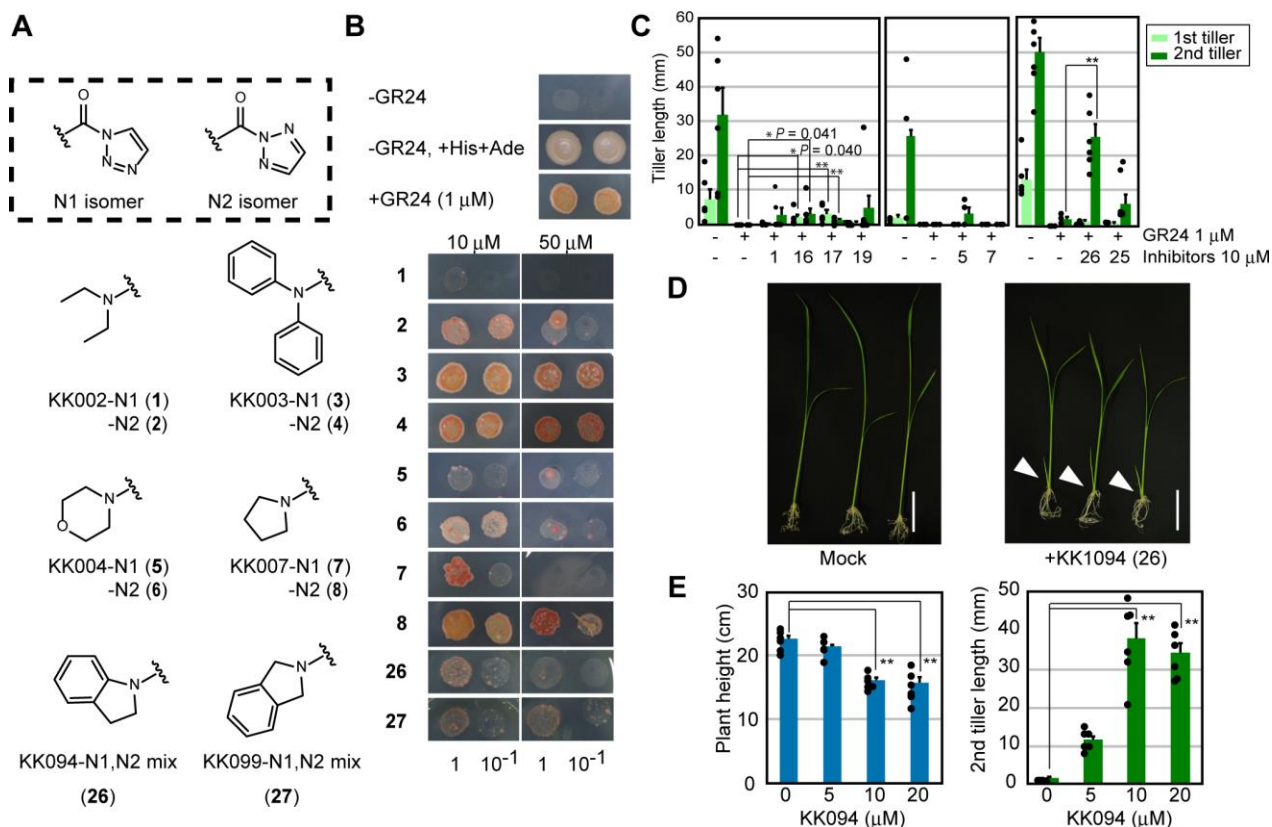 A
O
N
N=N
N1 isomer
O
N
N
N
N2 isomer
N
KK002-N1 (1)
-N2 (2)
N
KK003-N1 (3)
-N2 (4)
N
O
KK004-N1 (5)
-N2 (6)
N
KK007-N1 (7)
-N2 (8)
N
KK094-N1,N2 mix
(26)
N
KK099-N1,N2 mix
(27)
B
-GR24
-GR24, +His+Ade
+GR24 (1 μM)
10 μM 50 μM
1
2
3
4
5
6
7
8
26
27
1 10⁻¹ 1 10⁻¹
C
Tiller length (mm)
60
50
40
30
20
10
0
* P = 0.041
* P = 0.040
**
**
**
1st tiller
2nd tiller
- + + + + + - + + + - + + + GR24 1 μM
- - 1 16 17 19 - - 5 7 - - 26 25 Inhibitors 10 μM
D
Mock
+KK1094 (26)
E
Plant height (cm)
30
20
10
0
** **
0 5 10 20
KK094 (μM)
2nd tiller length (mm)
50
40
30
20
10
0
** **
0 5 10 20
KK094 (μM)